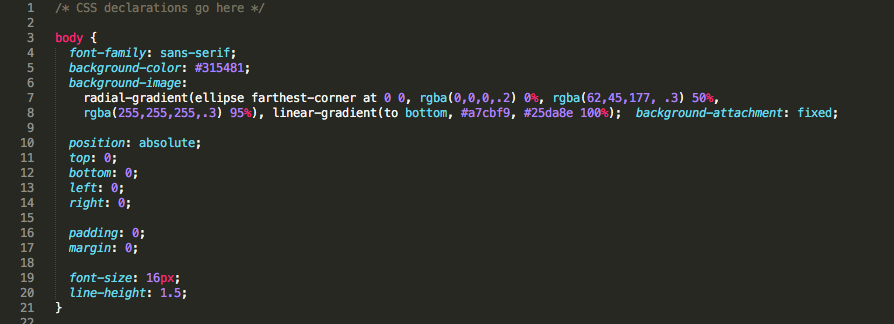 1 /* CSS declarations go here */
2
3 body {
4 font-family: sans-serif;
5 background-color: #315481;
6 background-image:
7 radial-gradient(ellipse farthest-corner at 0 0, rgba(0,0,0,.2) 0%, rgba(62,45,177, .3) 50%,
8 rgba(255,255,255,.3) 95%), linear-gradient(to bottom, #a7cbf9, #25da8e 100%);  background-attachment: fixed;
9
10 position: absolute;
11 top: 0;
12 bottom: 0;
13 left: 0;
14 right: 0;
15
16 padding: 0;
17 margin: 0;
18
19 font-size: 16px;
20 line-height: 1.5;
21 }
22